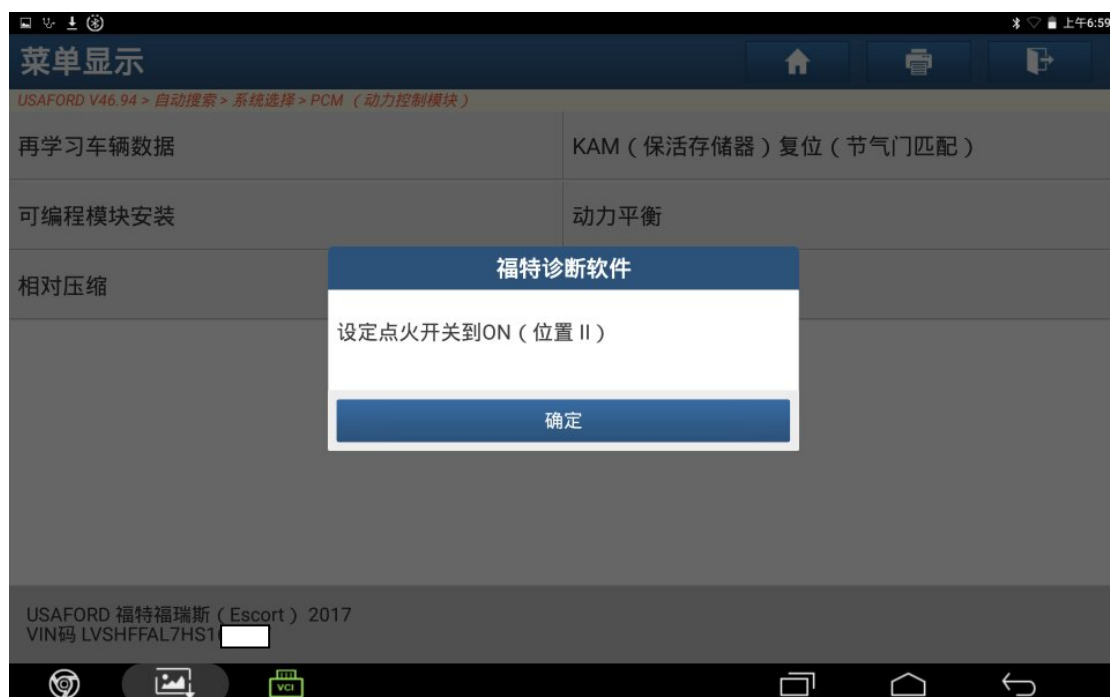 上午6:59
菜单显示
USAFORD V46.94 > 自动搜索 > 系统选择 > PCM （动力控制模块）
再学习车辆数据
KAM（保活存储器）复位（节气门匹配）
可编程模块安装
动力平衡
相对压缩
福特诊断软件
设定点火开关到ON（位置 II）
确定
USAFORD 福特福瑞斯（Escort）2017
VIN码 LVSHFFAL7HS1
VCI